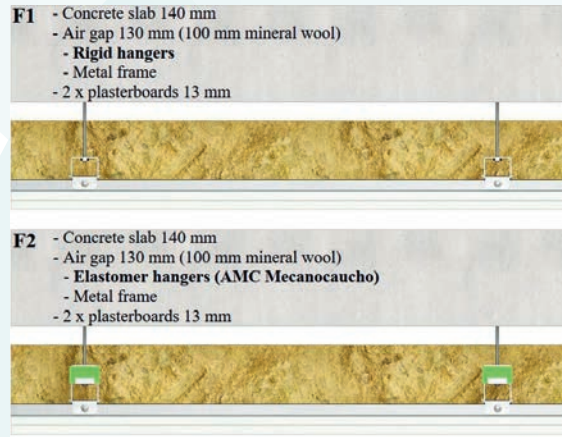 F1 - Concrete slab 140 mm
- Air gap 130 mm (100 mm mineral wool)
- Rigid hangers
- Metal frame
- 2 x plasterboards 13 mm
F2 - Concrete slab 140 mm
- Air gap 130 mm (100 mm mineral wool)
- Elastomer hangers (AMC Mecanocaucho)
- Metal frame
- 2 x plasterboards 13 mm